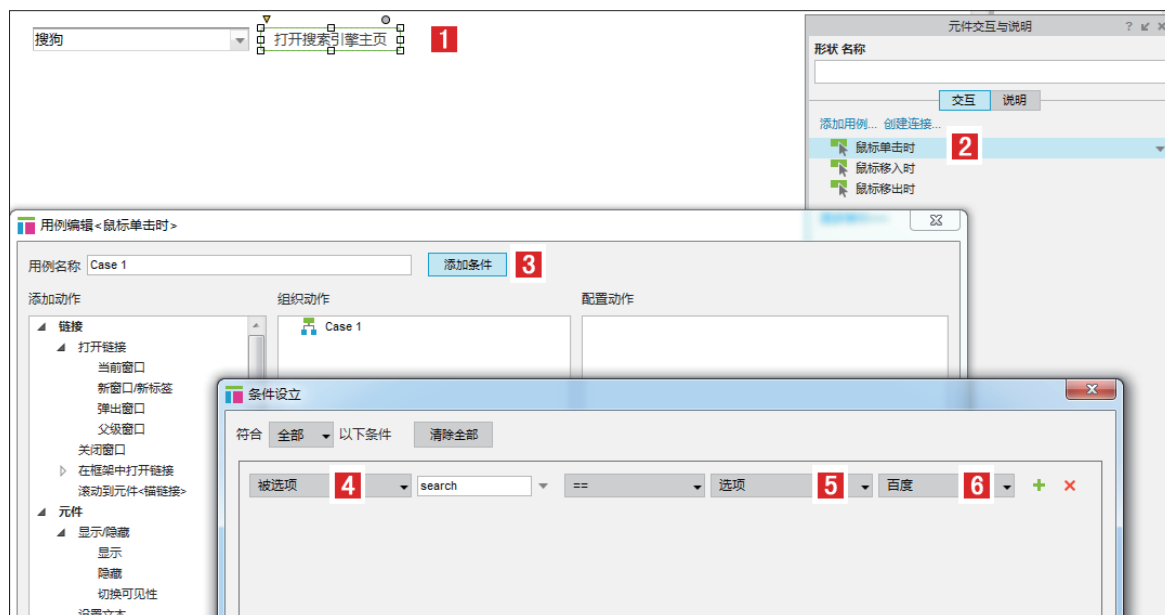 搜狗
打开搜索引擎主页
1
元件交互与说明
形状 名称
交互 说明
添加用例... 创建连接...
2
鼠标单击时
鼠标移入时
鼠标移出时
用例编辑<鼠标单击时>
用例名称 Case 1
添加条件
3
添加动作
组织动作
配置动作
链接
打开链接
当前窗口
新窗口/新标签
弹出窗口
父级窗口
关闭窗口
在框架中打开链接
滚动到元件<锚链接>
元件
显示/隐藏
显示
隐藏
切换可见性
设置文本
Case 1
条件设立
符合 全部 以下条件 清除全部
被选项 4 search == 选项 5 百度 6